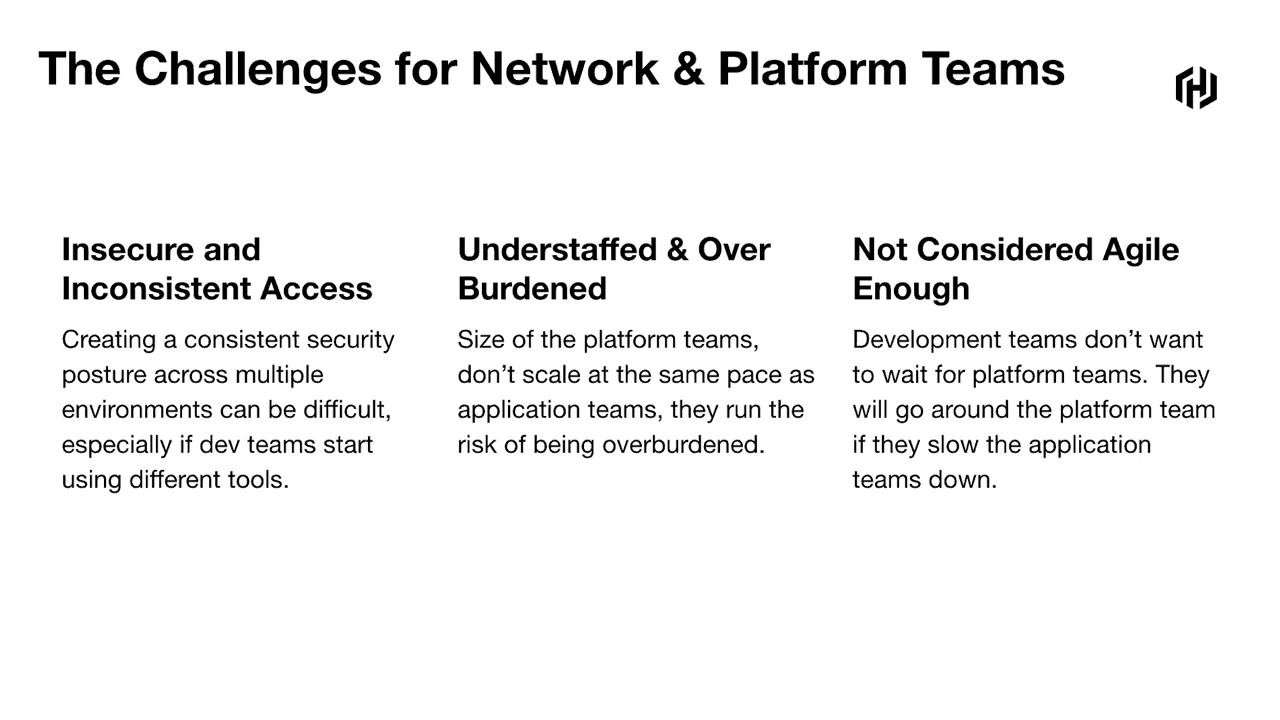 The Challenges for Network & Platform Teams
Insecure and
Inconsistent Access
Creating a consistent security
posture across multiple
environments can be difficult,
especially if dev teams start
using different tools.
Understaffed & Over
Burdened
Size of the platform teams,
don’t scale at the same pace as
application teams, they run the
risk of being overburdened.
Not Considered Agile
Enough
Development teams don’t want
to wait for platform teams. They
will go around the platform team
if they slow the application
teams down.